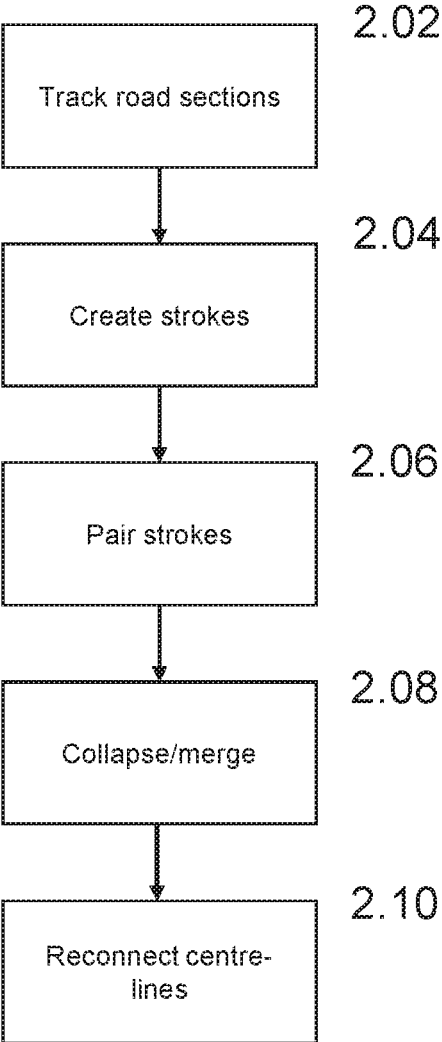 2.02
Track road sections
2.04
Create strokes
2.06
Pair strokes
2.08
Collapse/merge
2.10
Reconnect centre-
lines